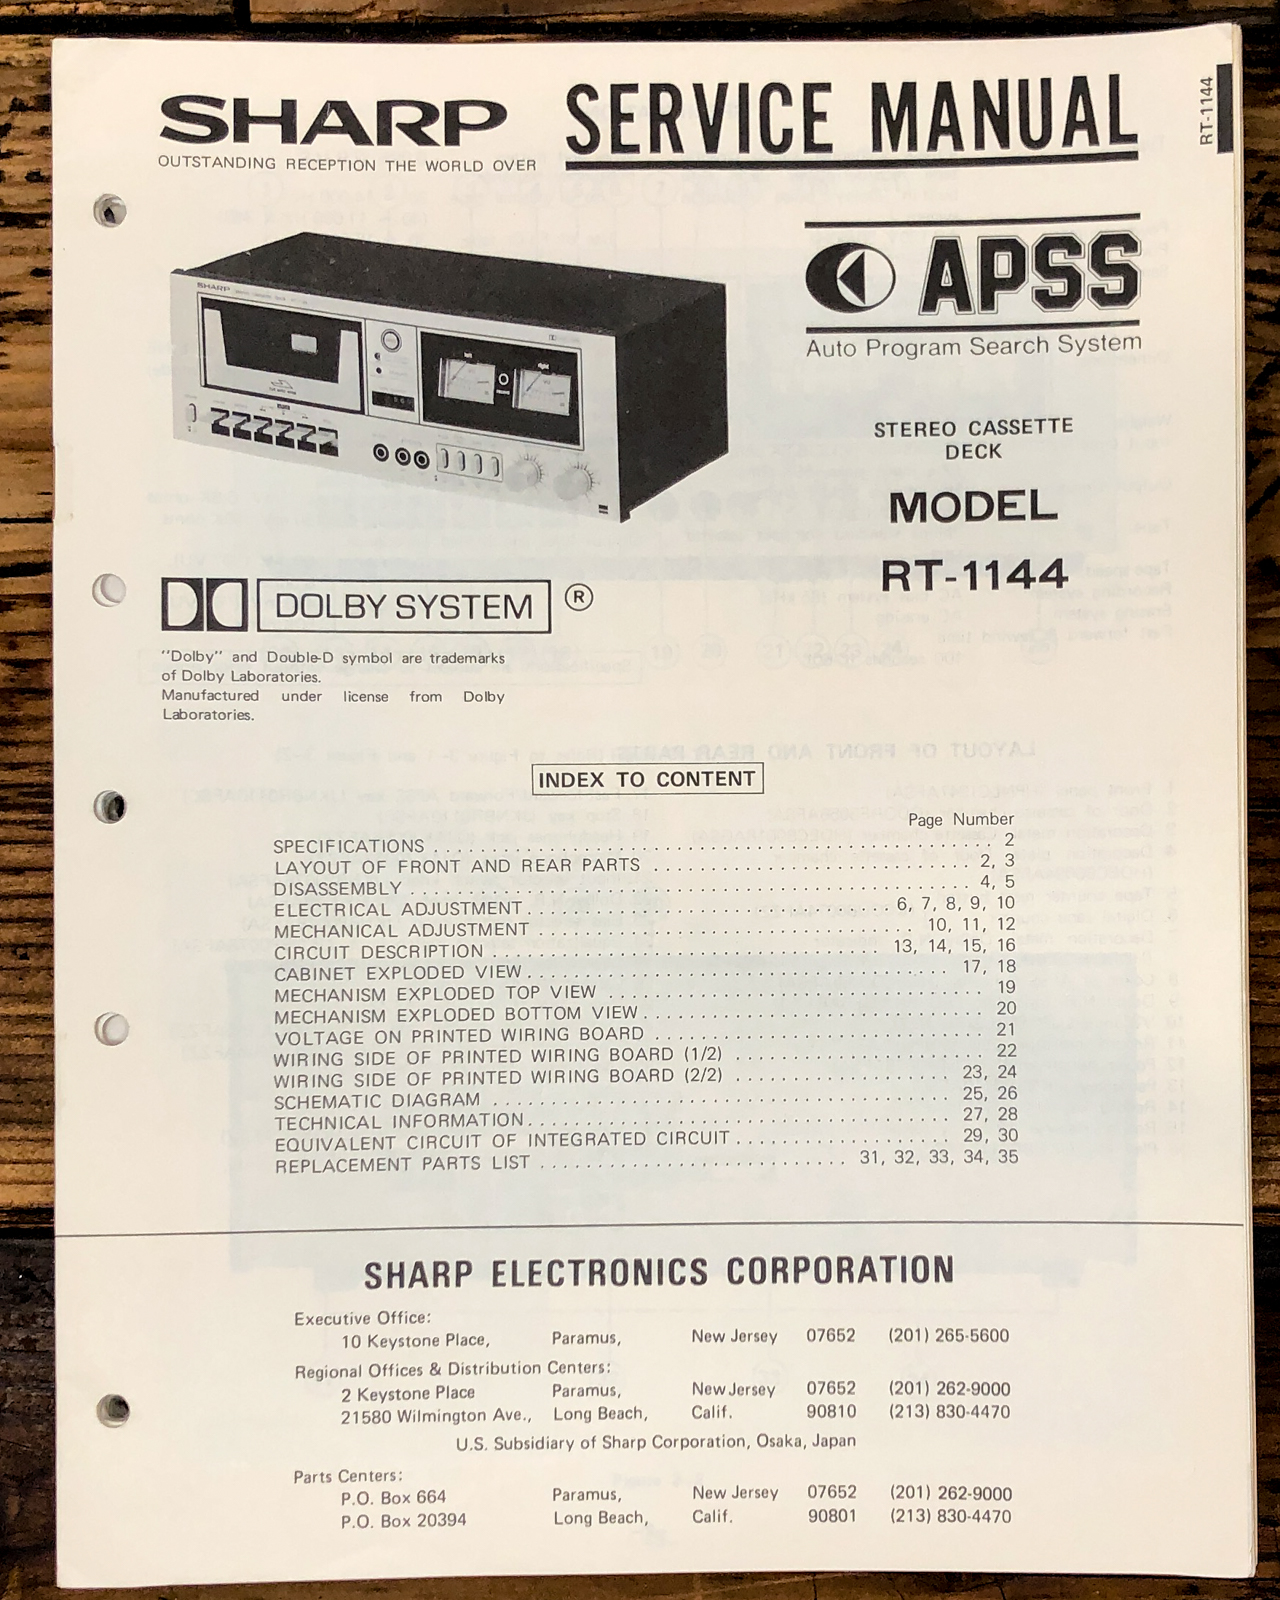 SHARP
OUTSTANDING RECEPTION THE WORLD OVER
SERVICE MANUAL
RT-1144
APSS
Auto Program Search System
SHARP
left
right
STEREO CASSETTE
DECK
MODEL
RT-1144
DOLBY SYSTEM ®
"Dolby" and Double-D symbol are trademarks
of Dolby Laboratories.
Manufactured under license from Dolby
Laboratories.
INDEX TO CONTENT
Page Number
SPECIFICATIONS . . . . . . . . . . 2
LAYOUT OF FRONT AND REAR PARTS . . . . . . . . . . 2, 3
DISASSEMBLY . . . . . . . . . . 4, 5
ELECTRICAL ADJUSTMENT . . . . . . . . . . 6, 7, 8, 9, 10
MECHANICAL ADJUSTMENT . . . . . . . . . . 10, 11, 12
CIRCUIT DESCRIPTION . . . . . . . . . . 13, 14, 15, 16
CABINET EXPLODED VIEW . . . . . . . . . . 17, 18
MECHANISM EXPLODED TOP VIEW . . . . . . . . . . 19
MECHANISM EXPLODED BOTTOM VIEW . . . . . . . . . . 20
VOLTAGE ON PRINTED WIRING BOARD . . . . . . . . . . 21
WIRING SIDE OF PRINTED WIRING BOARD (1/2) . . . . . . . . . . 22
WIRING SIDE OF PRINTED WIRING BOARD (2/2) . . . . . . . . . . 23, 24
SCHEMATIC DIAGRAM . . . . . . . . . . 25, 26
TECHNICAL INFORMATION . . . . . . . . . . 27, 28
EQUIVALENT CIRCUIT OF INTEGRATED CIRCUIT . . . . . . . . . . 29, 30
REPLACEMENT PARTS LIST . . . . . . . . . . 31, 32, 33, 34, 35
SHARP ELECTRONICS CORPORATION
Executive Office:
10 Keystone Place, Paramus, New Jersey 07652 (201) 265-5600
Regional Offices & Distribution Centers:
2 Keystone Place Paramus, New Jersey 07652 (201) 262-9000
21580 Wilmington Ave., Long Beach, Calif. 90810 (213) 830-4470
U.S. Subsidiary of Sharp Corporation, Osaka, Japan
Parts Centers:
P.O. Box 664 Paramus, New Jersey 07652 (201) 262-9000
P.O. Box 20394 Long Beach, Calif. 90801 (213) 830-4470